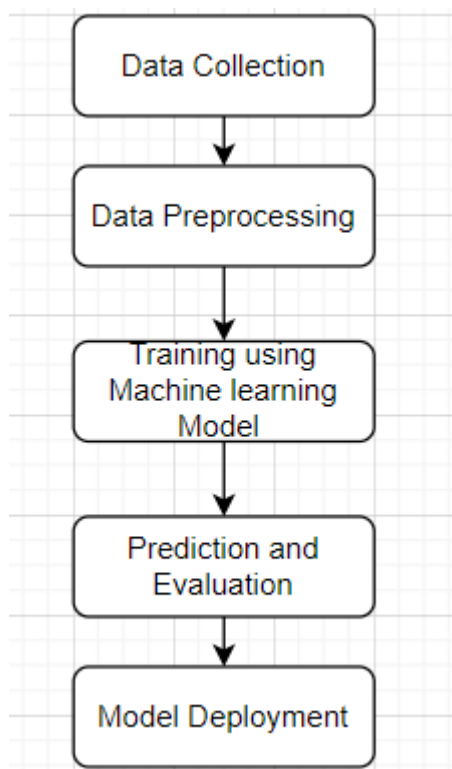 Data Collection
Data Preprocessing
Training using
Machine learning
Model
Prediction and
Evaluation
Model Deployment